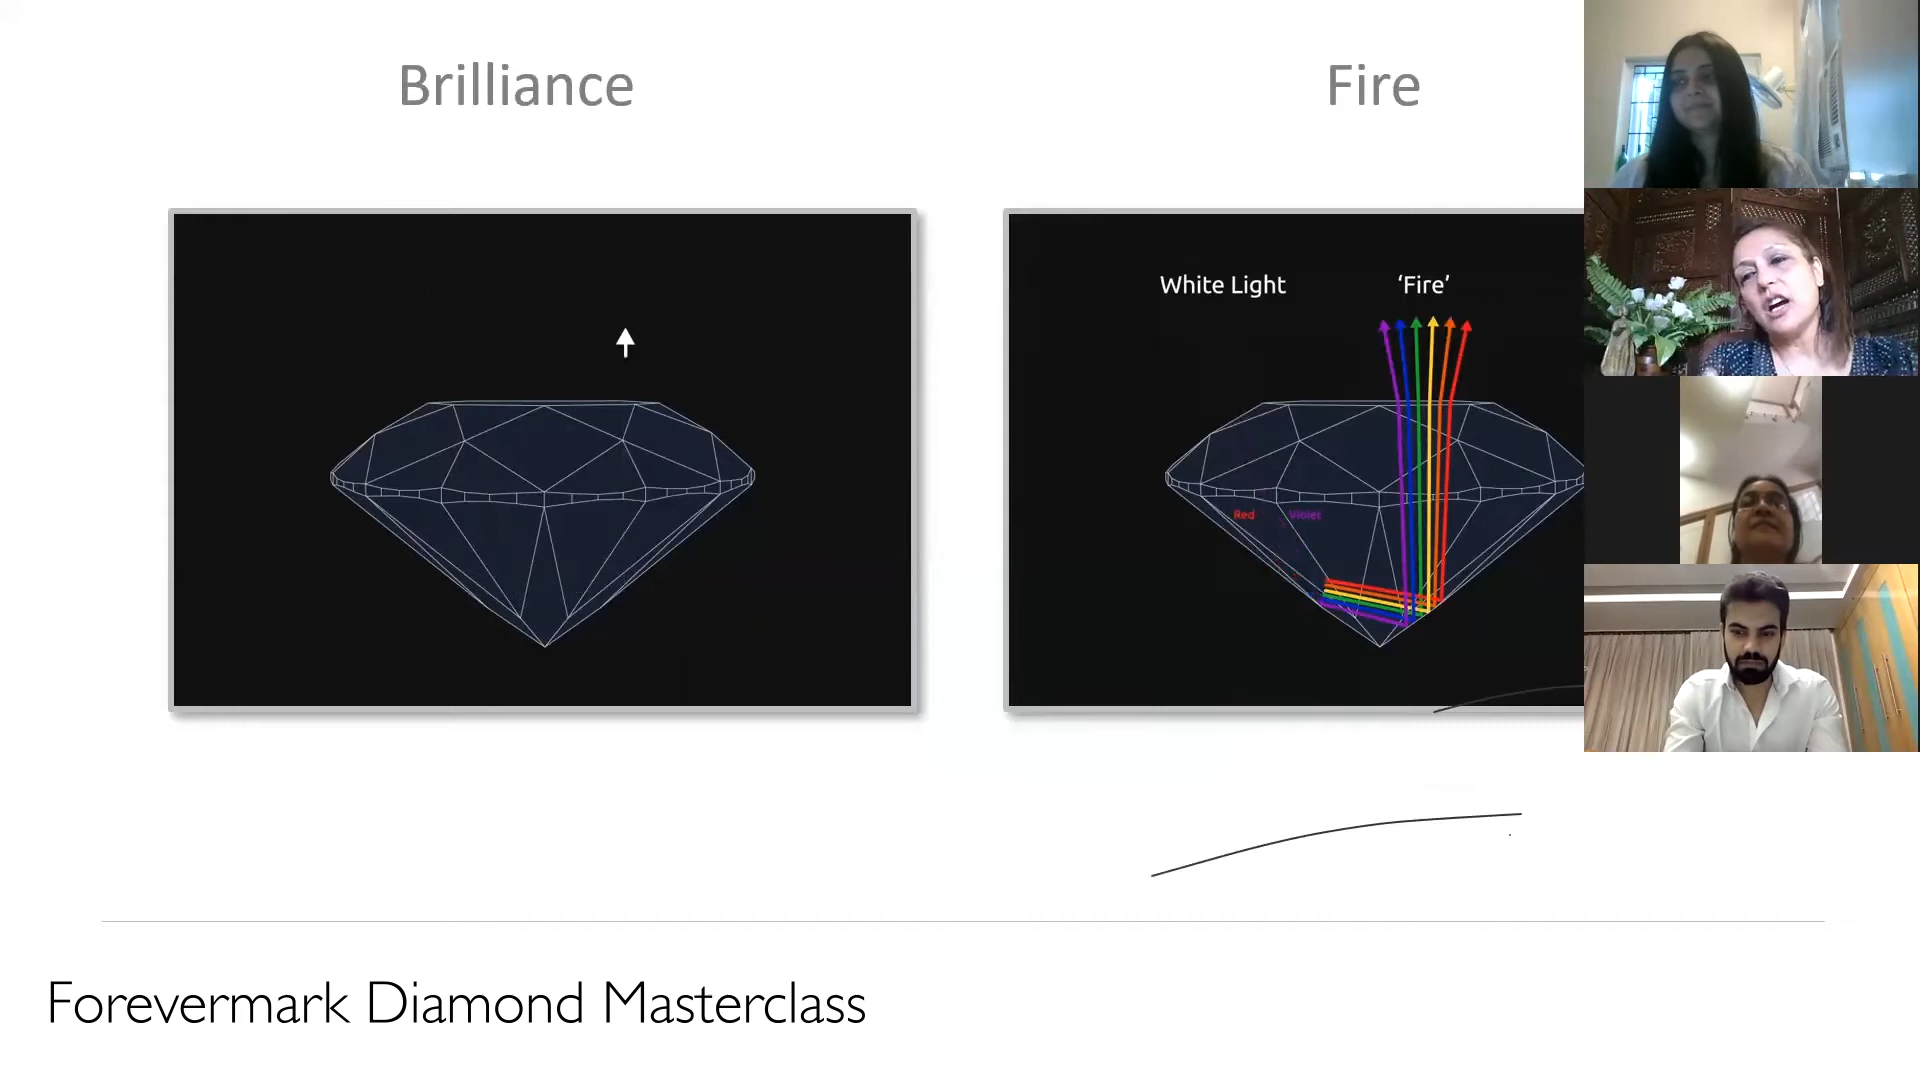 Brilliance
Fire
White Light
‘Fire’
Red
Violet
Forevermark Diamond Masterclass